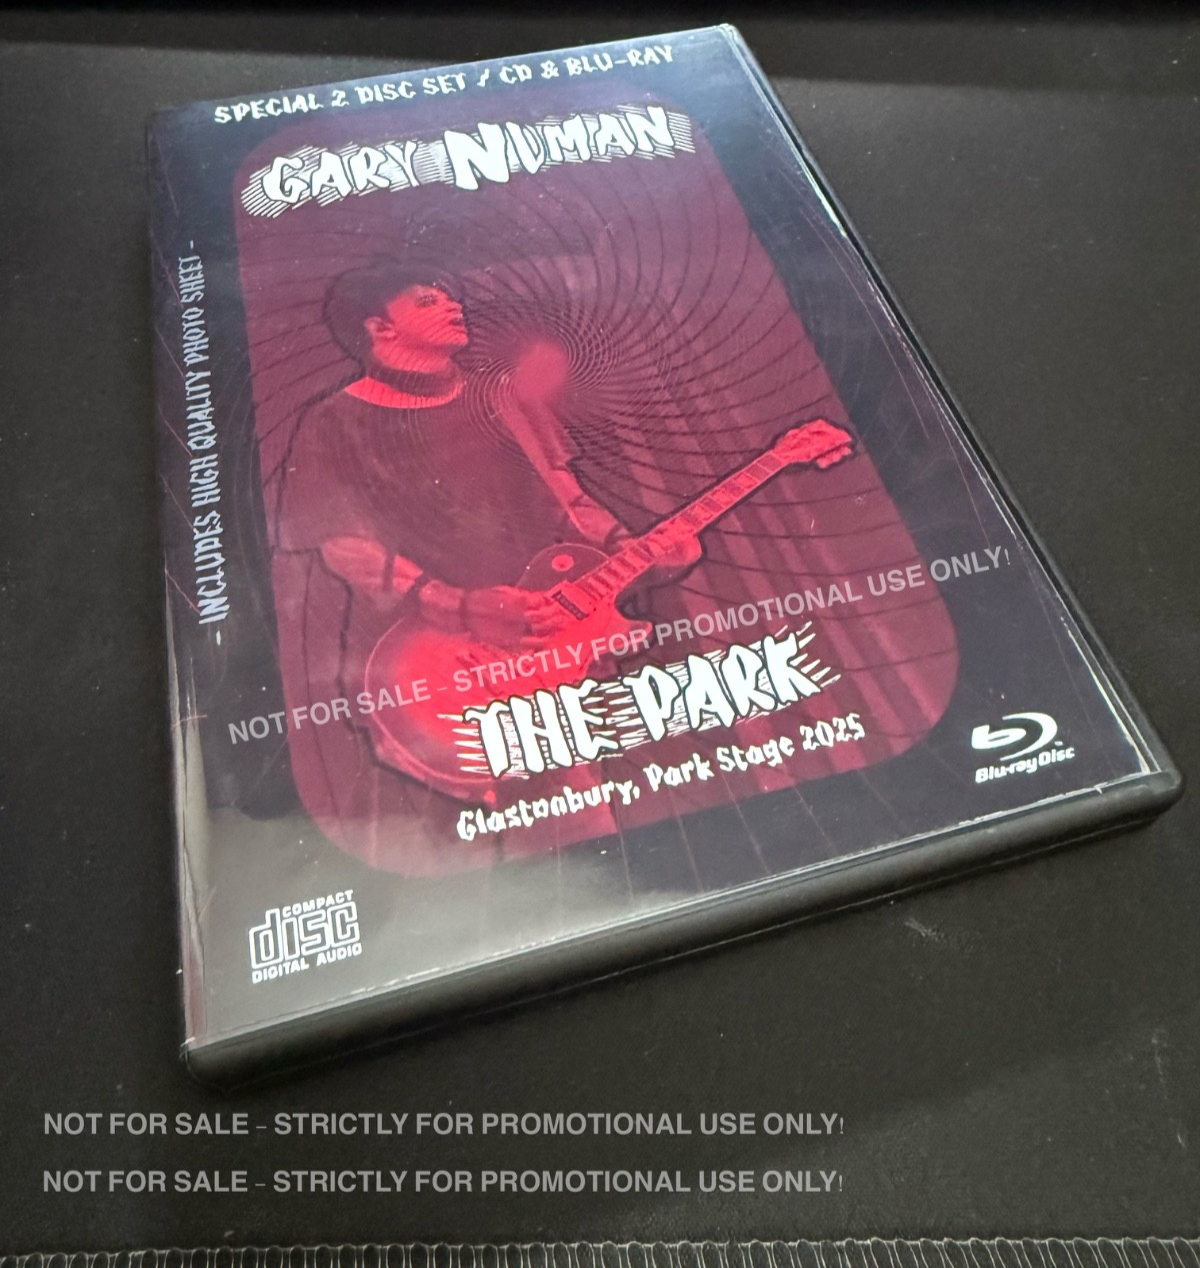 SPECIAL 2 DISC SET / CD & BLU-RAY
GARY NUMAN
- INCLUDES HIGH QUALITY PHOTO SHEET -
NOT FOR SALE - STRICTLY FOR PROMOTIONAL USE ONLY!
THE PARK
Glastonbury, Park Stage 2025
Blu-ray Disc™
COMPACT
disc
DIGITAL AUDIO
NOT FOR SALE - STRICTLY FOR PROMOTIONAL USE ONLY!
NOT FOR SALE - STRICTLY FOR PROMOTIONAL USE ONLY!